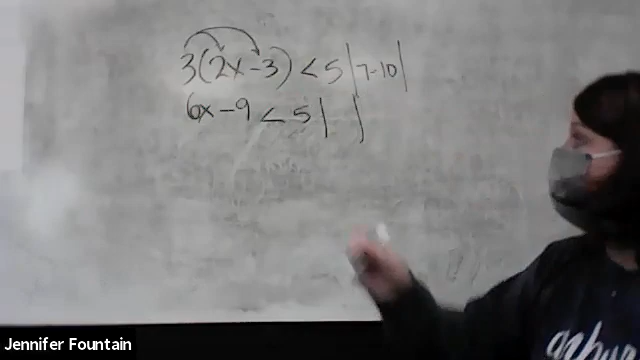 3(2x-3) < 5|7-10|
6x-9 < 5| |
Jennifer Fountain